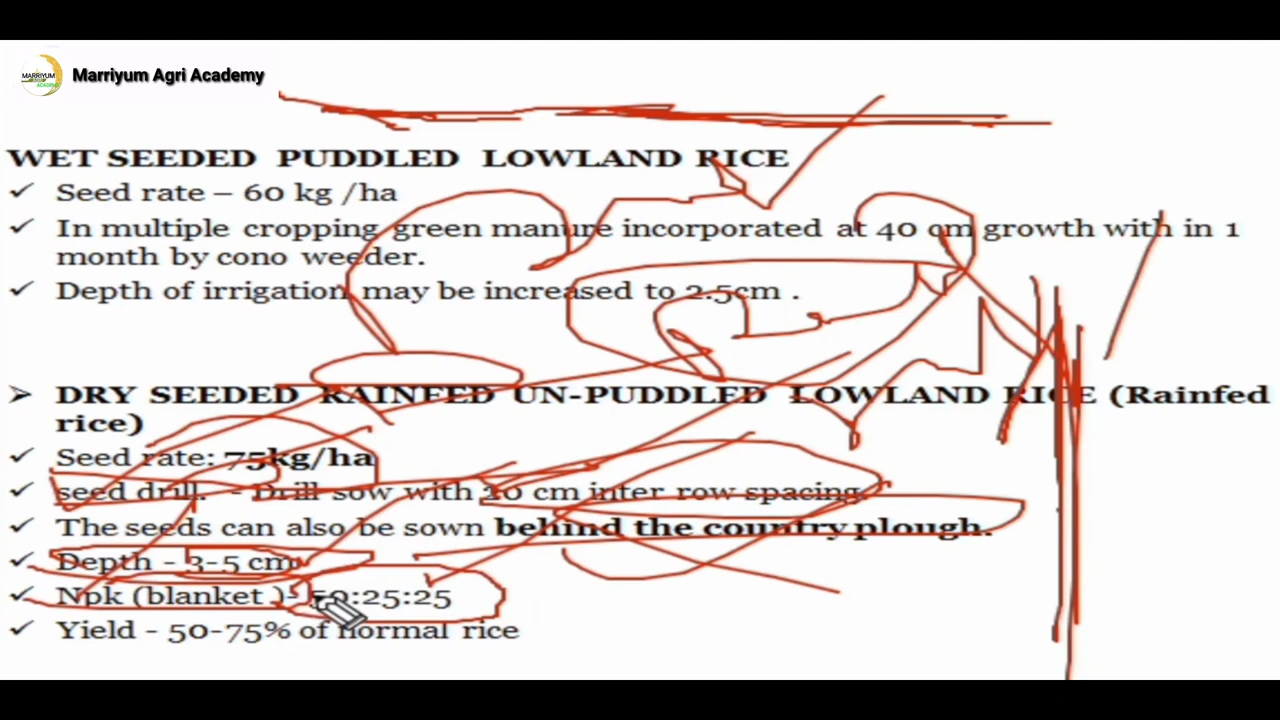 MARRIYUM
ACADEMY
Marriyum Agri Academy
WET SEEDED PUDDLED LOWLAND RICE
✓ Seed rate – 60 kg /ha
✓ In multiple cropping green manure incorporated at 40 cm growth with in 1
month by cono weeder.
✓ Depth of irrigation may be increased to 2.5cm .
➢ DRY SEEDED RAINFED UN-PUDDLED LOWLAND RICE (Rainfed
rice)
✓ Seed rate: 75kg/ha
✓ seed drill. - Drill sow with 20 cm inter row spacing.
✓ The seeds can also be sown behind the country plough.
✓ Depth - 3-5 cm
✓ Npk (blanket )- 50:25:25
✓ Yield - 50-75% of normal rice